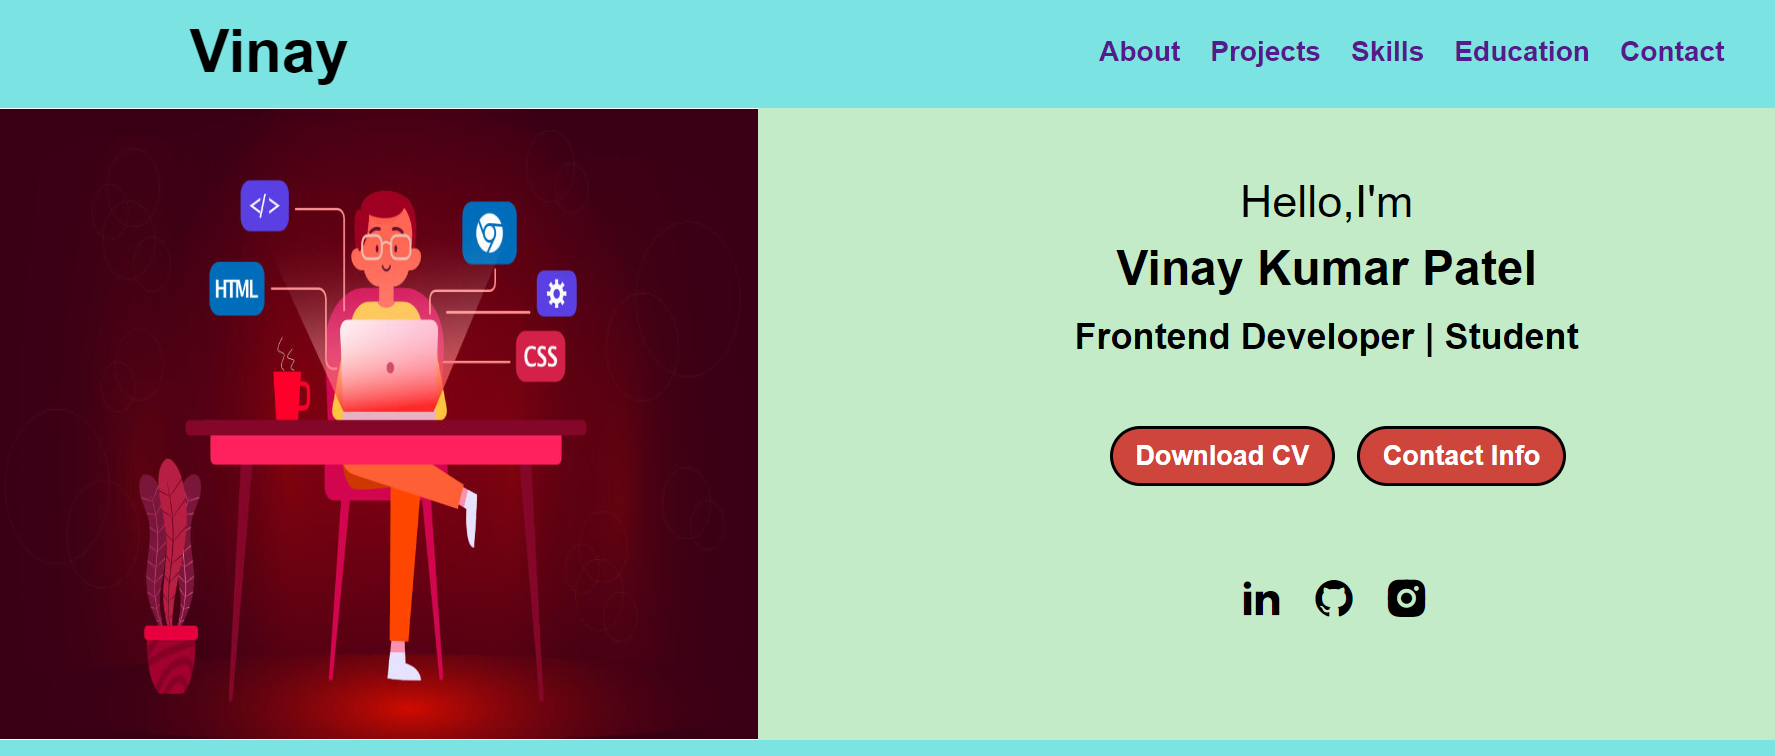 Vinay
About Projects Skills Education Contact
</>
HTML
CSS
Hello,I'm
Vinay Kumar Patel
Frontend Developer | Student
Download CV Contact Info
in